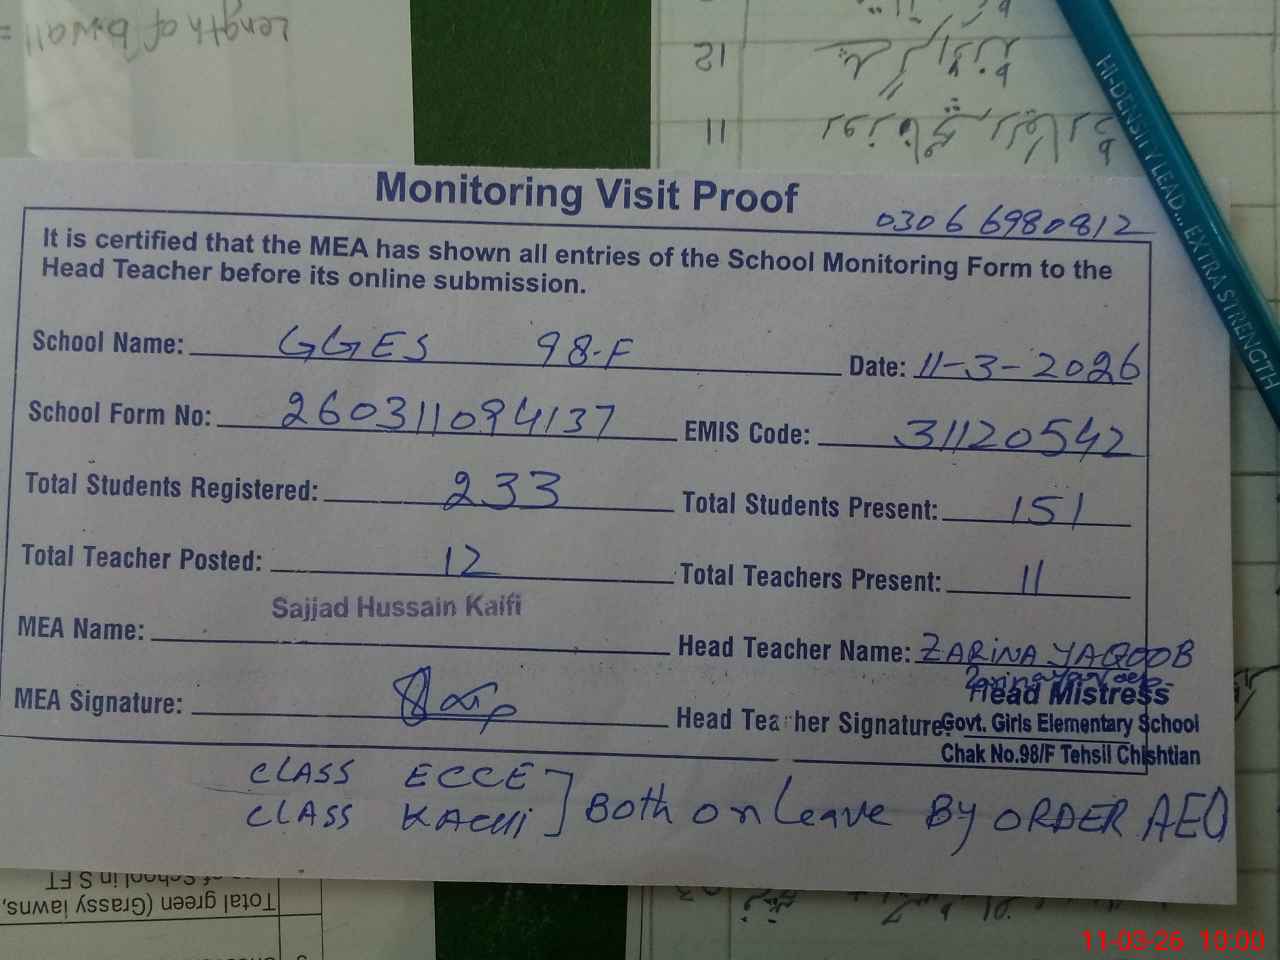 Length of B.wall =
12
11
HI-DENSITY LEAD... EXTRA STRENGTH
Monitoring Visit Proof
0306 6980812
It is certified that the MEA has shown all entries of the School Monitoring Form to the
Head Teacher before its online submission.
School Name: GGES 98-F Date: 11-3-2026
School Form No: 260311094137 EMIS Code: 31120542
Total Students Registered: 233 Total Students Present: 151
Total Teacher Posted: 12 Total Teachers Present: 11
Sajjad Hussain Kaifi
MEA Name: Head Teacher Name: ZARINA YAQOOB
MEA Signature: Head Teacher Signature:
Head Mistress
Govt. Girls Elementary School
Chak No.98/F Tehsil Chishtian
CLASS ECCE
CLASS KACHI ] Both on Leave By ORDER AEO
Total green (Grassy lawns,
of School in S FT
11-03-26 10:00